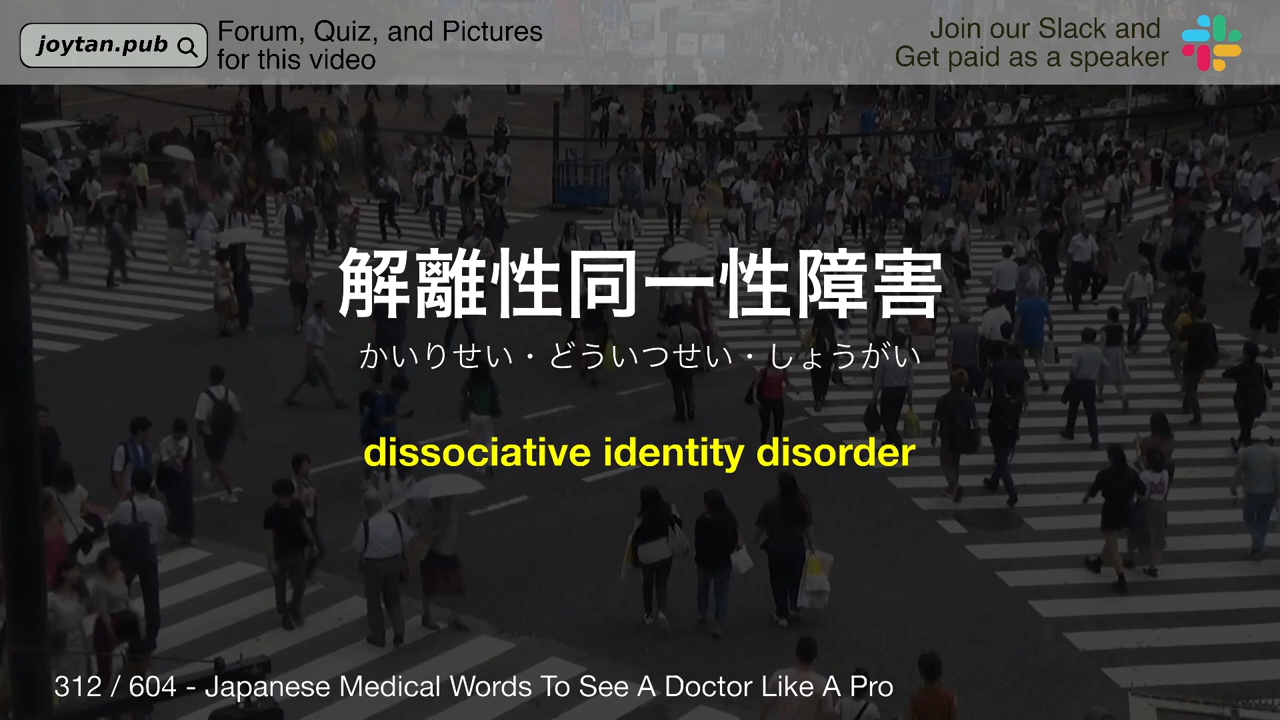 joytan.pub
Forum, Quiz, and Pictures
for this video
Join our Slack and
Get paid as a speaker
解離性同一性障害
かいりせい・どういつせい・しょうがい
dissociative identity disorder
312 / 604 - Japanese Medical Words To See A Doctor Like A Pro